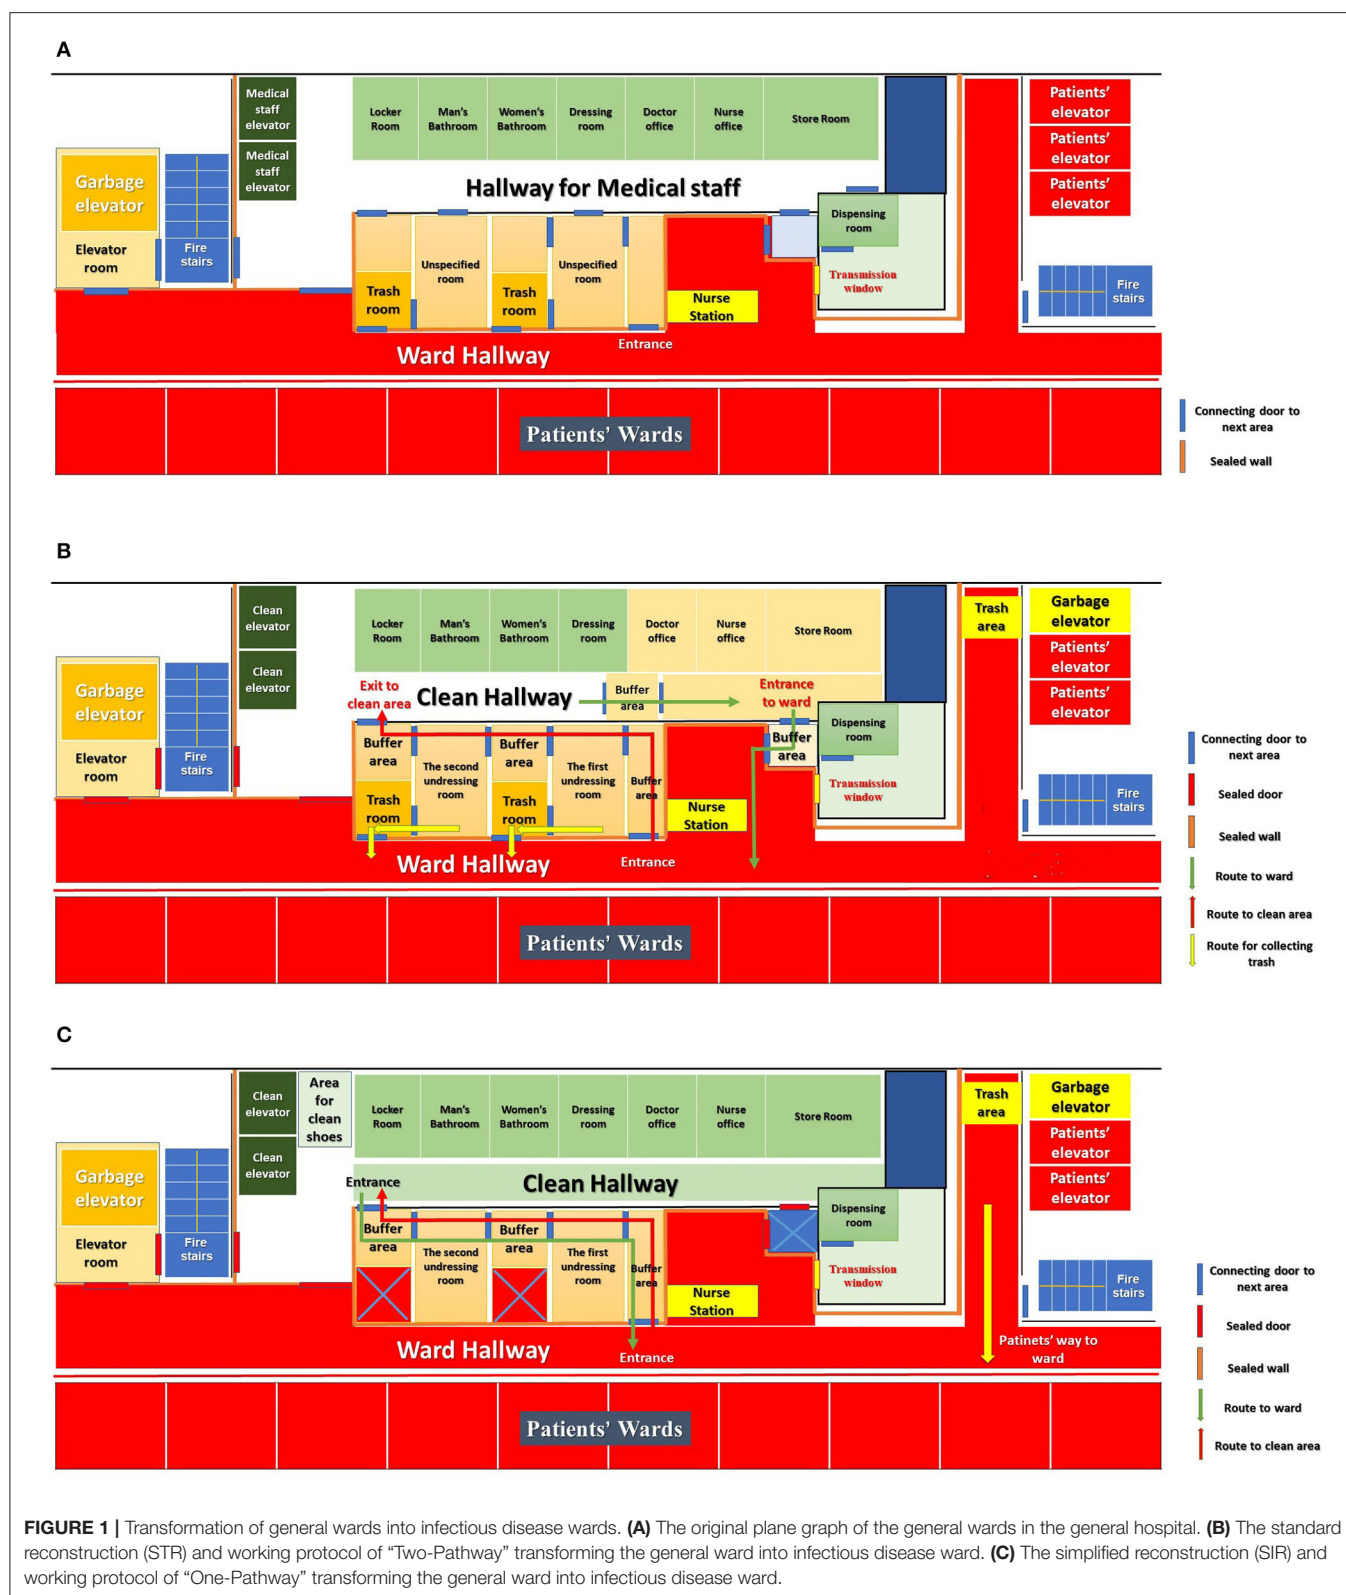 A
Medical
staff
elevator
Medical
staff
elevator
Locker
Room
Man's
Bathroom
Women's
Bathroom
Dressing
room
Doctor
office
Nurse
office
Store Room
Patients'
elevator
Patients'
elevator
Patients'
elevator
Garbage
elevator
Elevator
room
Fire
stairs
Hallway for Medical staff
Trash
room
Unspecified
room
Trash
room
Unspecified
room
Nurse
Station
Dispensing
room
Transmission
window
Fire
stairs
Entrance
Ward Hallway
Patients' Wards
Connecting door to
next area
Sealed wall
B
Clean
elevator
Clean
elevator
Locker
Room
Man's
Bathroom
Women's
Bathroom
Dressing
room
Doctor
office
Nurse
office
Store Room
Trash
area
Garbage
elevator
Patients'
elevator
Patients'
elevator
Garbage
elevator
Elevator
room
Fire
stairs
Exit to
clean area
Clean Hallway
Buffer
area
Entrance
to ward
Buffer
area
The second
undressing
room
Buffer
area
The first
undressing
room
Buffer
area
Buffer
area
Dispensing
room
Transmission
window
Trash
room
Trash
room
Nurse
Station
Fire
stairs
Ward Hallway
Entrance
Patients' Wards
Connecting door to
next area
Sealed door
Sealed wall
Route to ward
Route to clean area
Route for collecting
trash
C
Clean
elevator
Clean
elevator
Area
for
clean
shoes
Locker
Room
Man's
Bathroom
Women's
Bathroom
Dressing
room
Doctor
office
Nurse
office
Store Room
Trash
area
Garbage
elevator
Patients'
elevator
Patients'
elevator
Garbage
elevator
Elevator
room
Fire
stairs
Entrance
Clean Hallway
Buffer
area
The second
undressing
room
Buffer
area
The first
undressing
room
Buffer
area
Dispensing
room
Transmission
window
Nurse
Station
Fire
stairs
Ward Hallway
Entrance
Patinets' way to
ward
Patients' Wards
Connecting door to
next area
Sealed door
Sealed wall
Route to ward
Route to clean area
FIGURE 1 | Transformation of general wards into infectious disease wards. (A) The original plane graph of the general wards in the general hospital. (B) The standard
reconstruction (STR) and working protocol of “Two-Pathway” transforming the general ward into infectious disease ward. (C) The simplified reconstruction (SIR) and
working protocol of “One-Pathway” transforming the general ward into infectious disease ward.